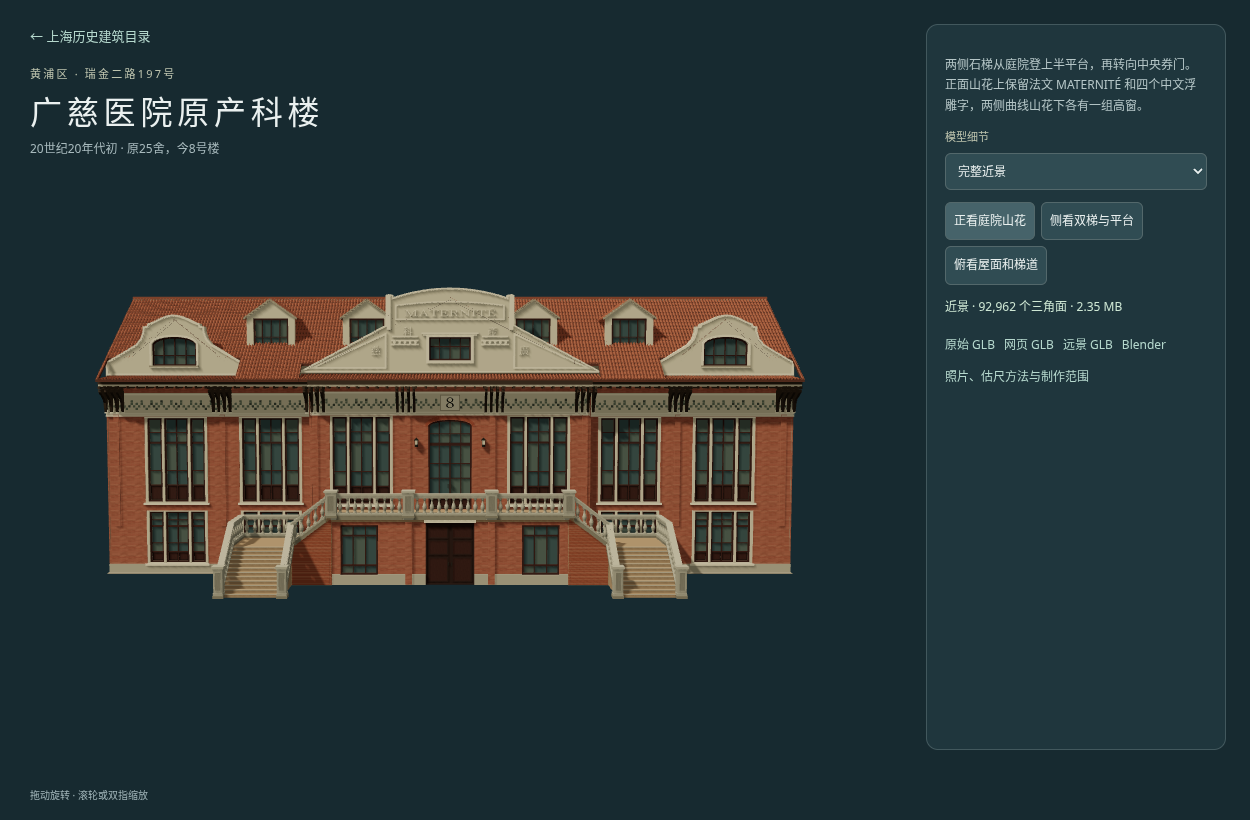 ← 上海历史建筑目录
黄浦区 · 瑞金二路197号
广慈医院原产科楼
20世纪20年代初 · 原25舍，今8号楼
MATERNITÉ
8
拖动旋转 · 滚轮或双指缩放
两侧石梯从庭院登上半平台，再转向中央券门。
正面山花上保留法文 MATERNITÉ 和四个中文浮
雕字，两侧曲线山花下各有一组高窗。
模型细节
完整近景
正看庭院山花
侧看双梯与平台
俯看屋面和梯道
近景 · 92,962 个三角面 · 2.35 MB
原始 GLB 网页 GLB 远景 GLB Blender
照片、估尺方法与制作范围